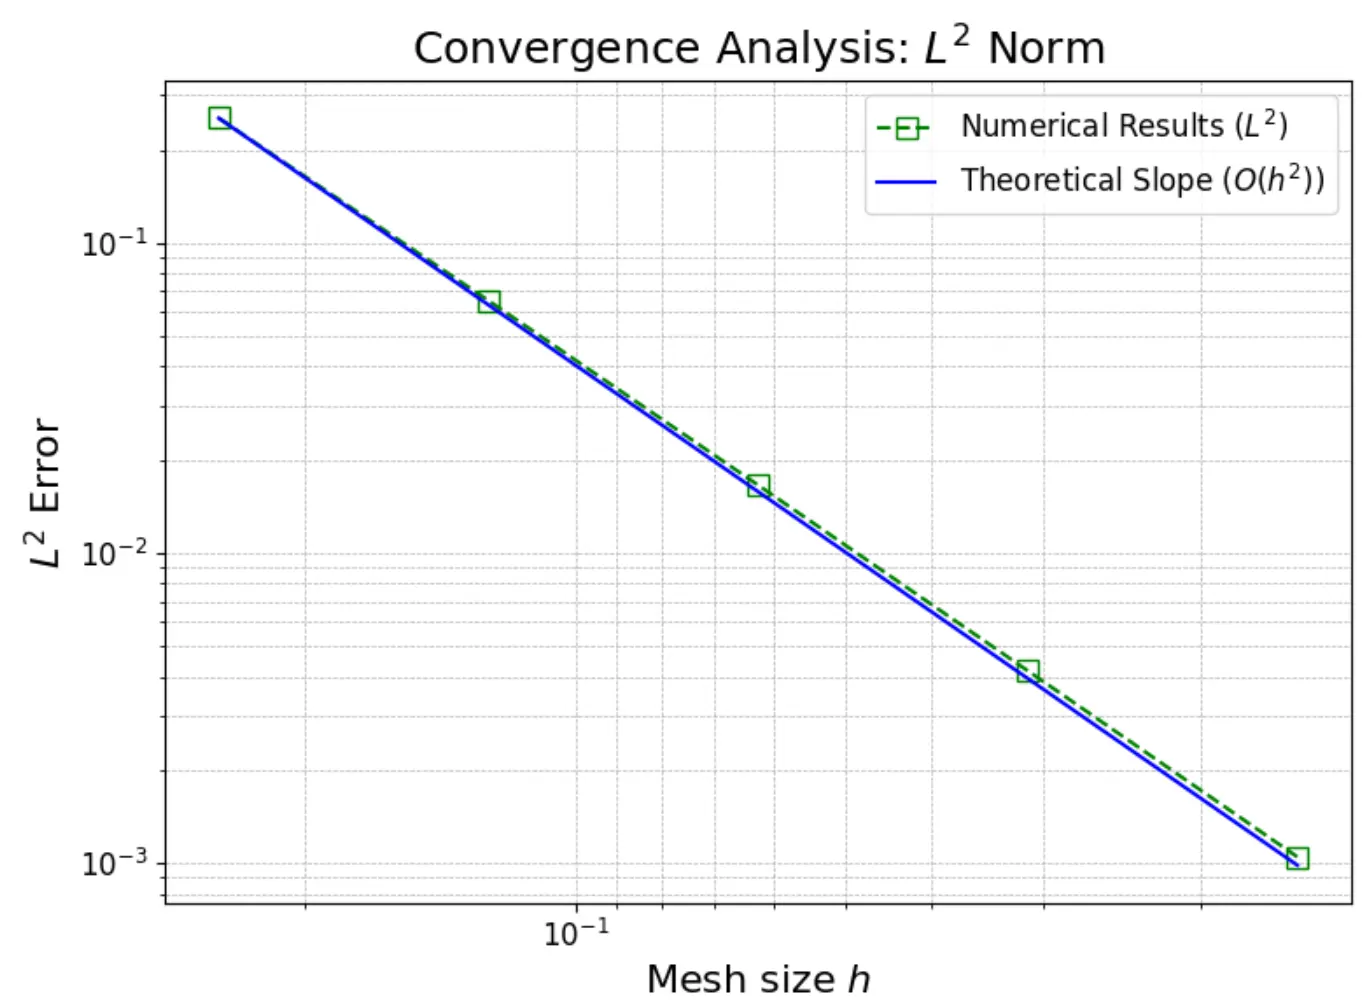 Convergence Analysis: L² Norm
Numerical Results (L²)
Theoretical Slope (O(h²))
10⁻¹
10⁻²
10⁻³
L² Error
10⁻¹
Mesh size h